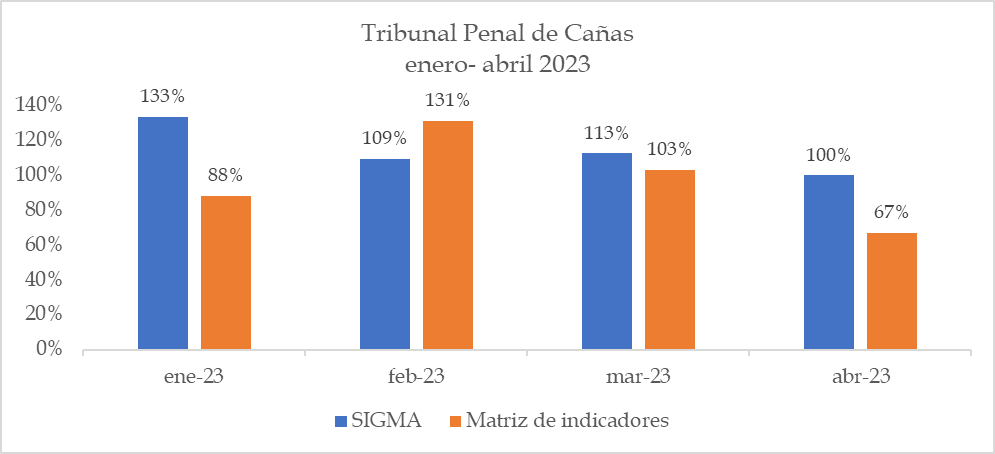 Tribunal Penal de Cañas
enero- abril 2023
140%
120%
100%
80%
60%
40%
20%
0%
133%
88%
109%
131%
113%
103%
100%
67%
ene-23
feb-23
mar-23
abr-23
SIGMA
Matriz de indicadores